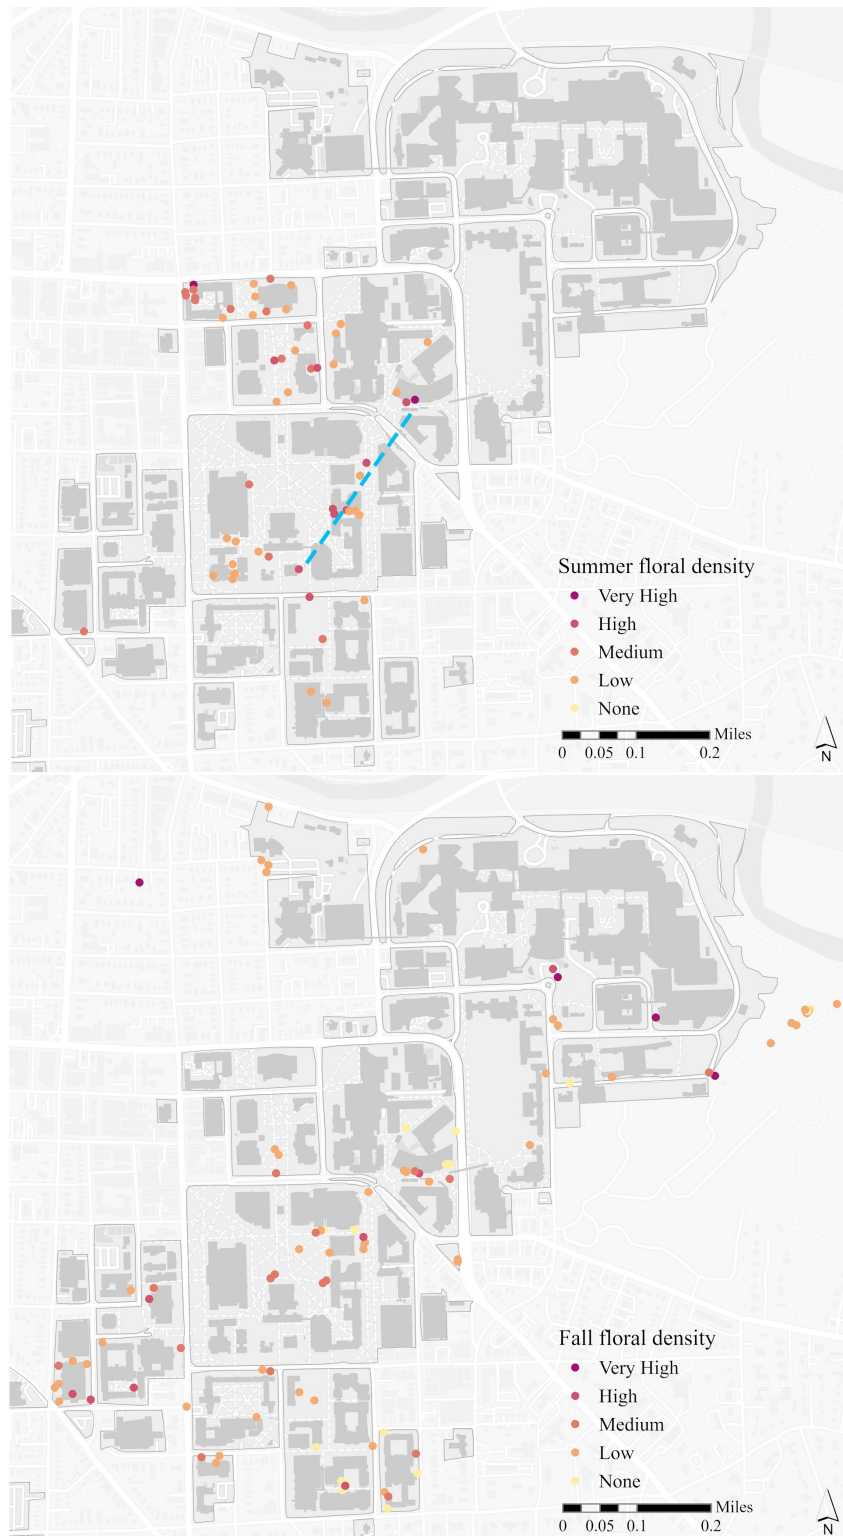 Summer floral density
Very High
High
Medium
Low
None
Miles
0 0.05 0.1 0.2
N
Fall floral density
Very High
High
Medium
Low
None
Miles
0 0.05 0.1 0.2
N